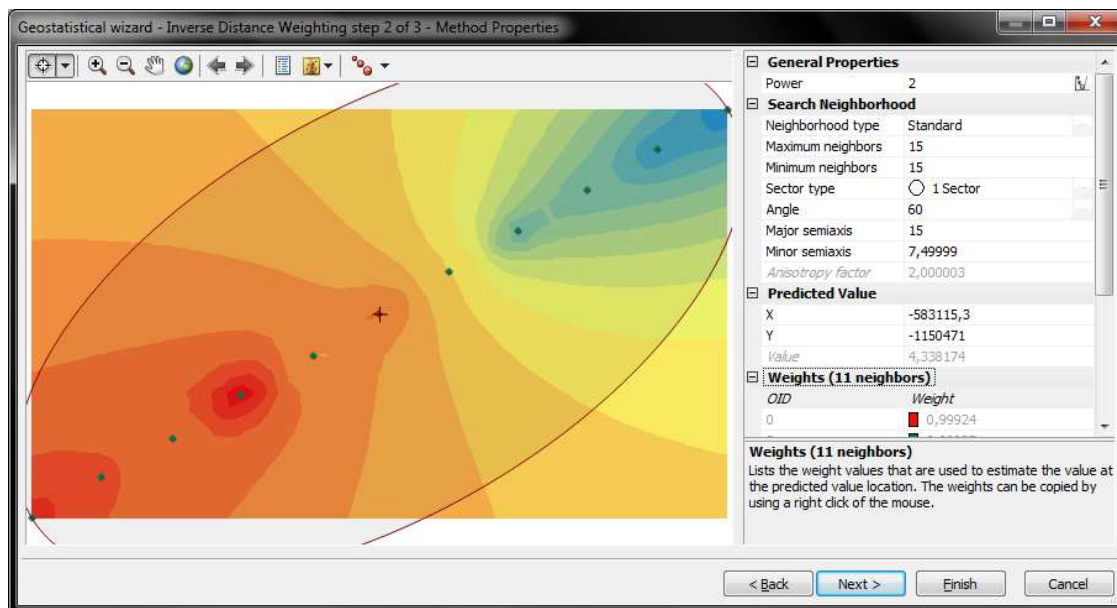 Geostatistical wizard - Inverse Distance Weighting step 2 of 3 - Method Properties
General Properties
Power 2
Search Neighborhood
Neighborhood type Standard
Maximum neighbors 15
Minimum neighbors 15
Sector type 1 Sector
Angle 60
Major semiaxis 15
Minor semiaxis 7,49999
Anisotropy factor 2,000003
Predicted Value
X -583115,3
Y -1150471
Value 4,338174
Weights (11 neighbors)
OID Weight
0 0,99924
Weights (11 neighbors)
Lists the weight values that are used to estimate the value at
the predicted value location. The weights can be copied by
using a right click of the mouse.
< Back Next > Finish Cancel